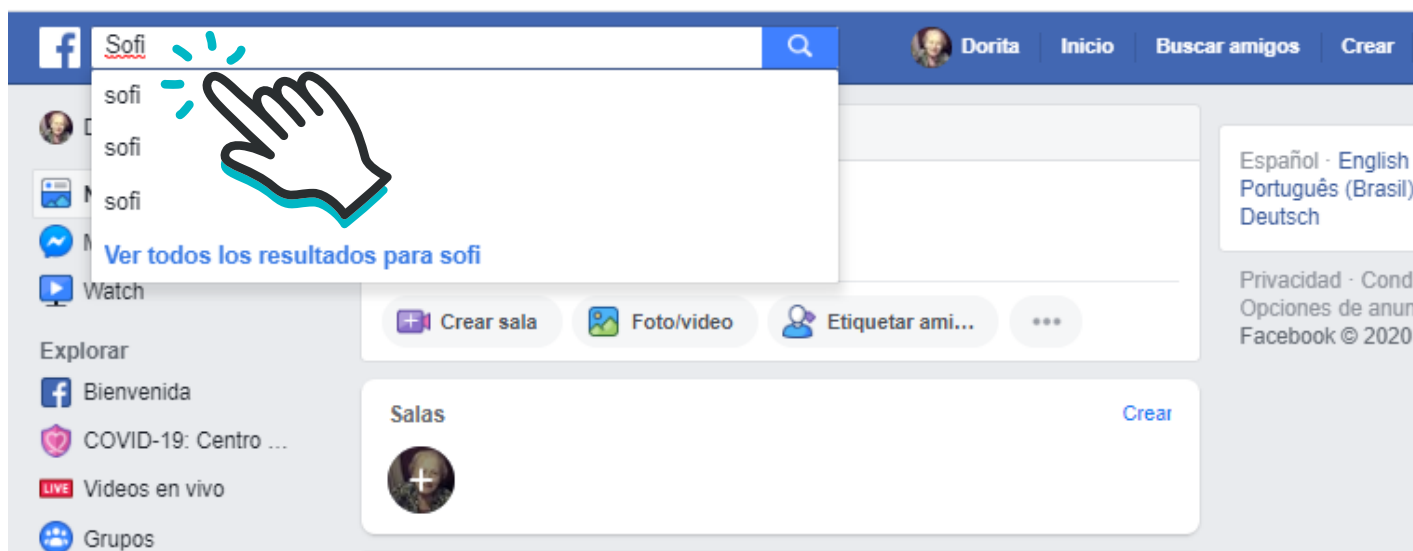 Sofi
Dorita Inicio Buscar amigos Crear
sofi
sofi
sofi
Ver todos los resultados para sofi
Watch
Explorar
Bienvenida
COVID-19: Centro ...
LIVE Videos en vivo
Grupos
Crear sala Foto/video Etiquetar ami... 
Salas Crear
Español · English
Português (Brasil)
Deutsch
Privacidad · Cond
Opciones de anun
Facebook © 2020